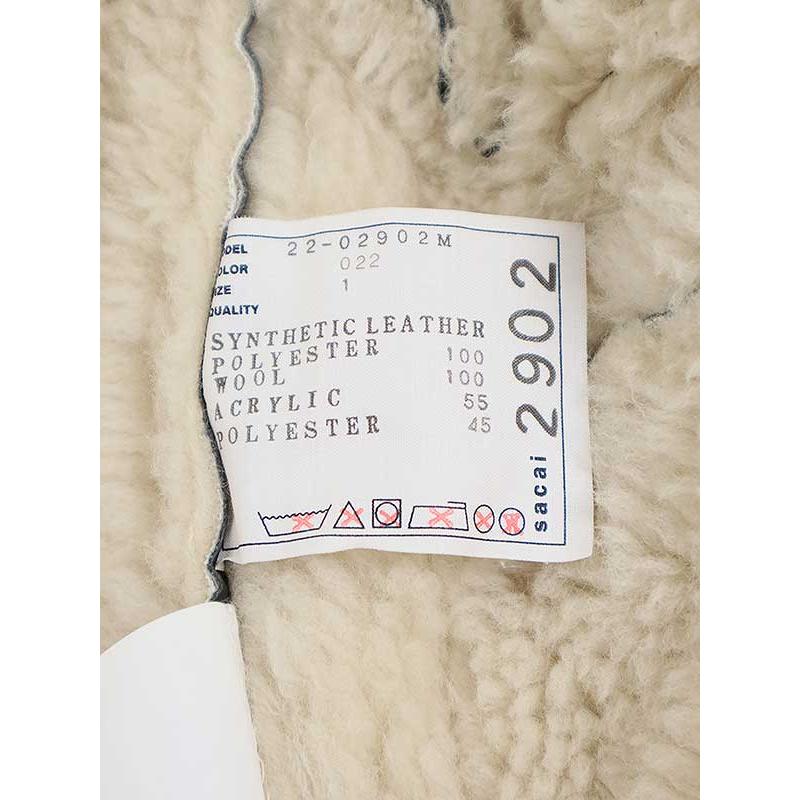 ODEL 22-02902M
OLOR 022
IZE 1
QUALITY
SYNTHETIC LEATHER
POLYESTER 100
WOOL 100
ACRYLIC 55
POLYESTER 45
sacai 2902